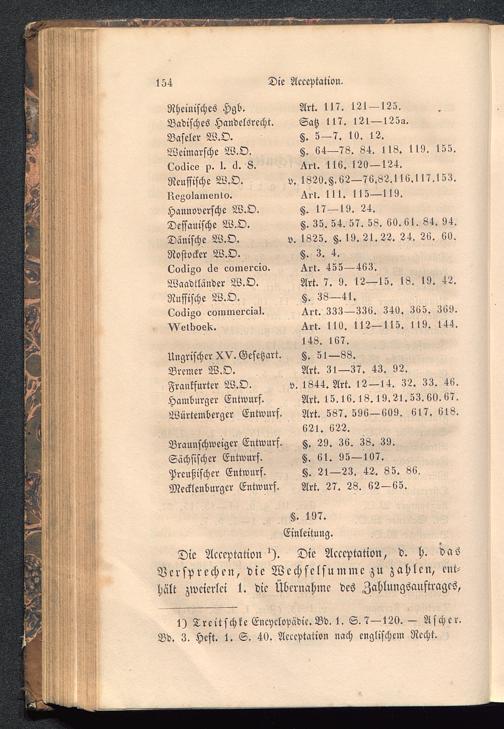 154 Die Acceptation.
Rheinisches Hgb. Art. 117. 121—125.
Badisches Handelsrecht. Satz 117. 121—125a.
Baseler W.O. §. 5—7. 10. 12.
Weimarsche W.O. §. 64—78. 84. 118. 119. 155.
Codice p. l. d. S. Art. 116. 120—124.
Reussische W.O. v. 1820. §. 62—76.82.116.117.153.
Regolamento. Art. 111. 115—119.
Hannoversche W.O. §. 17—19. 24.
Dessauische W.O. §. 35. 54. 57. 58. 60. 61. 84. 94.
Dänische W.O. v. 1825. §. 19. 21. 22. 24. 26. 60.
Rostocker W.O. §. 3. 4.
Codigo de comercio. Art. 455—463.
Waadtländer W.O. Art. 7. 9. 12—15. 18. 19. 42.
Russische W.O. §. 38—41.
Codigo commercial. Art. 333—336. 340. 365. 369.
Wetboek. Art. 110. 112—115. 119. 144.
148. 167.
Ungrischer XV. Gesetzart. §. 51—88.
Bremer W.O. Art. 31—37. 43. 92.
Frankfurter W.O. v. 1844. Art. 12—14. 32. 33. 46.
Hamburger Entwurf. Art. 15. 16. 18. 19. 21. 53. 60. 67.
Würtemberger Entwurf. Art. 587. 596—609. 617. 618.
621. 622.
Braunschweiger Entwurf. §. 29. 36. 38. 39.
Sächsischer Entwurf. §. 61. 95—107.
Preußischer Entwurf. §. 21—23. 42. 85. 86.
Mecklenburger Entwurf. Art. 27. 28. 62—65.
§. 197.
Einleitung.
Die Acceptation ¹). Die Acceptation, d. h. das
Versprechen, die Wechselsumme zu zahlen, ent-
hält zweierlei 1. die Übernahme des Zahlungsauftrages,
1) Treitschke Encyclopädie. Bd. 1. S. 7—120. — Ascher.
Bd. 3. Heft. 1. S. 40. Acceptation nach englischem Recht.